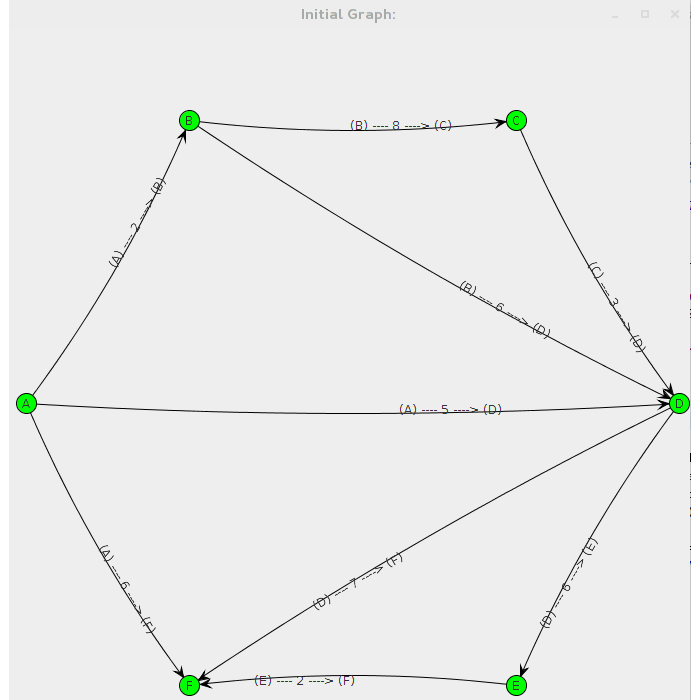 Initial Graph:
B
C
(B) ---- 8 ----> (C)
(A) ---- 2 ----> (B)
(B) ---- 6 ----> (D)
(C) ---- 3 ----> (D)
A
D
(A) ---- 5 ----> (D)
(A) ---- 6 ----> (F)
(D) ---- 7 ----> (F)
(D) ---- 6 ----> (E)
F
E
(E) ---- 2 ----> (F)